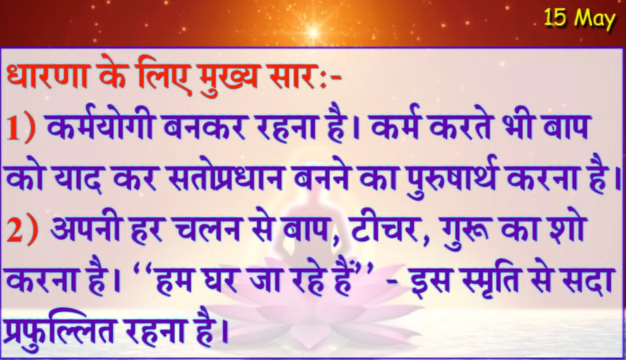 15 May
धारणा के लिए मुख्य सार:-
1) कर्मयोगी बनकर रहना है। कर्म करते भी बाप
को याद कर सतोप्रधान बनने का पुरुषार्थ करना है।
2) अपनी हर चलन से बाप, टीचर, गुरू का शो
करना है। ‘‘हम घर जा रहे हैं’’ - इस स्मृति से सदा
प्रफुल्लित रहना है।